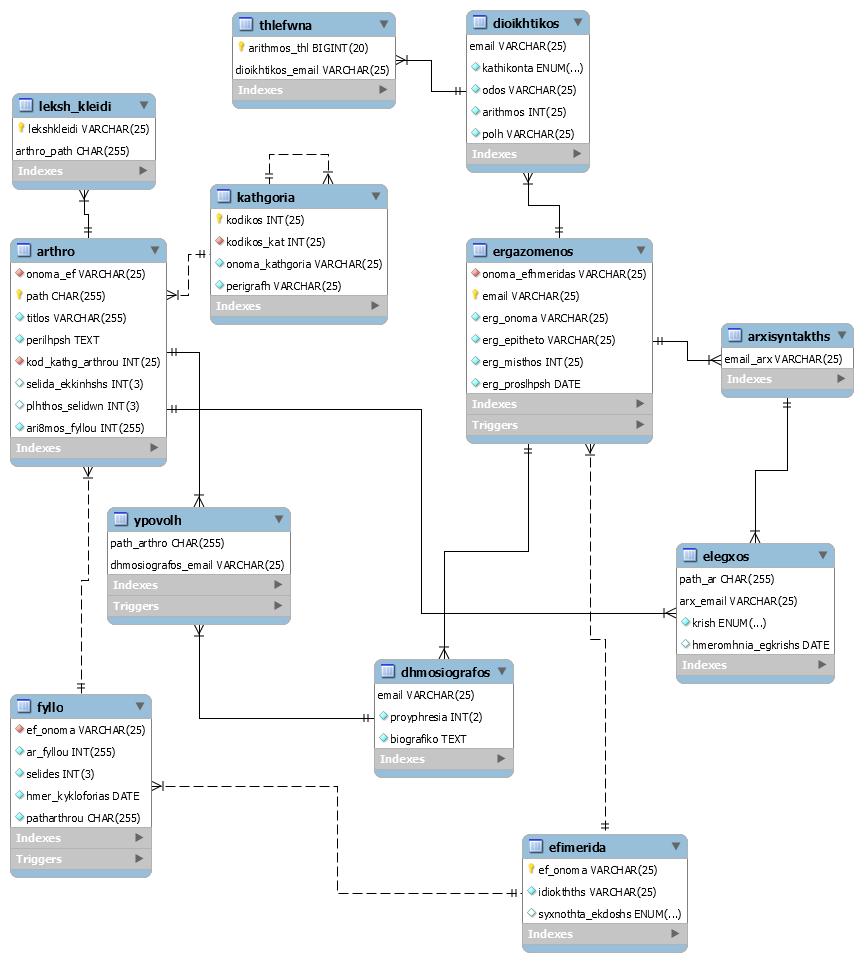 thlefwna
arithmos_thl BIGINT(20)
dioikhtikos_email VARCHAR(25)
Indexes
dioikhtikos
email VARCHAR(25)
kathikonta ENUM(...)
odos VARCHAR(25)
arithmos INT(25)
polh VARCHAR(25)
Indexes
leksh_kleidi
lekshkleidi VARCHAR(25)
arthro_path CHAR(255)
Indexes
kathgoria
kodikos INT(25)
kodikos_kat INT(25)
onoma_kathgoria VARCHAR(25)
perigrafh VARCHAR(25)
Indexes
arthro
onoma_ef VARCHAR(25)
path CHAR(255)
titlos VARCHAR(255)
perilhpsh TEXT
kod_kathg_arthrou INT(25)
selida_ekkinhshs INT(3)
plhthos_selidwn INT(3)
ari8mos_fyllou INT(255)
Indexes
ergazomenos
onoma_efhmeridas VARCHAR(25)
email VARCHAR(25)
erg_onoma VARCHAR(25)
erg_epitheto VARCHAR(25)
erg_misthos INT(25)
erg_proslhpsh DATE
Indexes
Triggers
arxisyntakths
email_arx VARCHAR(25)
Indexes
ypovolh
path_arthro CHAR(255)
dhmosiografos_email VARCHAR(25)
Indexes
Triggers
elegxos
path_ar CHAR(255)
arx_email VARCHAR(25)
krish ENUM(...)
hmeromhnia_egkrishs DATE
Indexes
dhmosiografos
email VARCHAR(25)
proyphresia INT(2)
biografiko TEXT
Indexes
fyllo
ef_onoma VARCHAR(25)
ar_fyllou INT(255)
selides INT(3)
hmer_kykloforias DATE
patharthrou CHAR(255)
Indexes
Triggers
efimerida
ef_onoma VARCHAR(25)
idiokthths VARCHAR(25)
syxnothta_ekdoshs ENUM(...)
Indexes